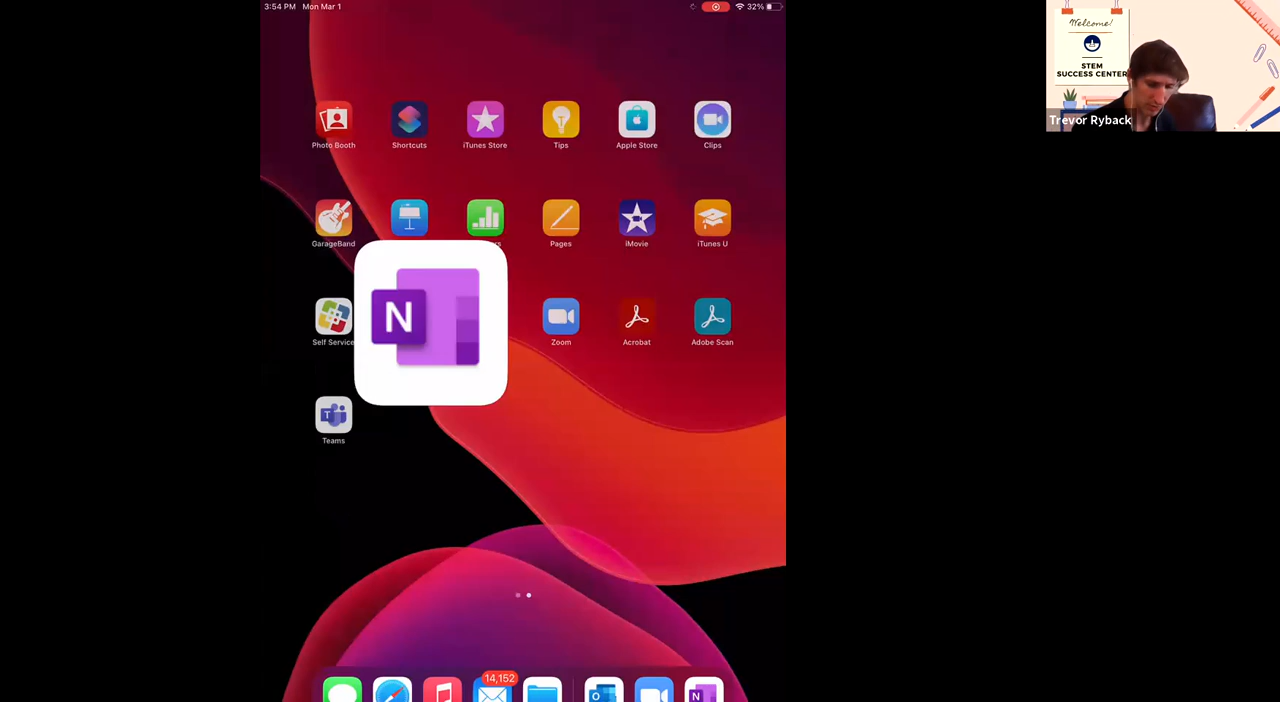 3:54 PM Mon Mar 1
32%
Welcome!
STEM
SUCCESS CENTER
Trevor Ryback
Photo Booth
Shortcuts
iTunes Store
Tips
Apple Store
Clips
GarageBand
Pages
iMovie
iTunes U
N
Self Service
Zoom
Acrobat
Adobe Scan
T
Teams
14,152
O
N